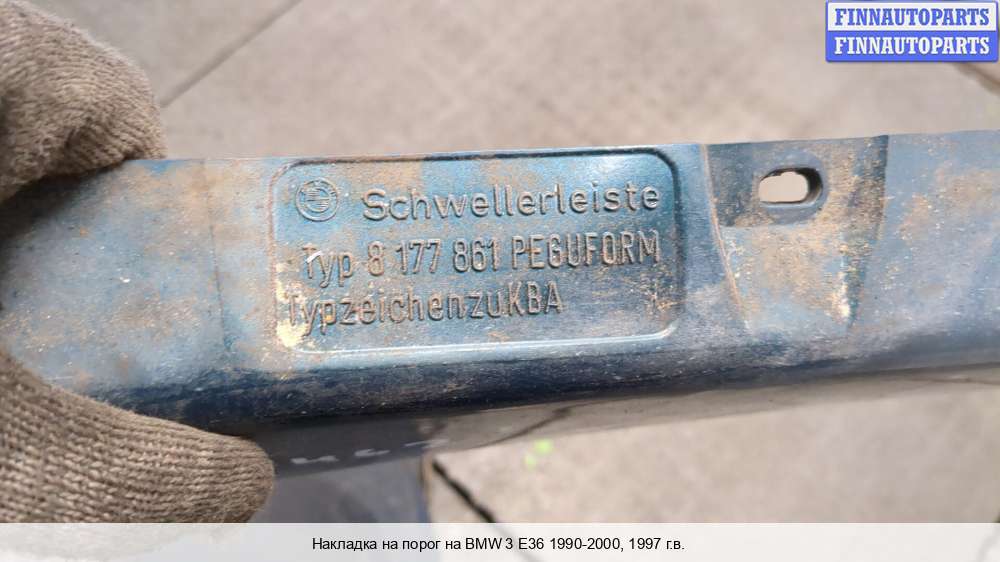 FINNAUTOPARTS
FINNAUTOPARTS
Schwellerleiste
Typ 8 177 861 PEGUFORM
TypzeichenzuKBA
Накладка на порог на BMW 3 E36 1990-2000, 1997 г.в.